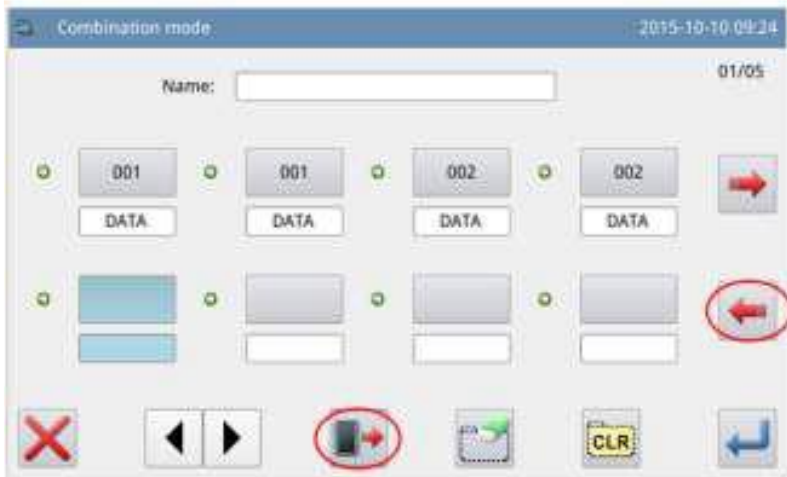 Combination mode 2015-10-10 09:24
01/05
Name:
001 001 002 002
DATA DATA DATA DATA
CLR